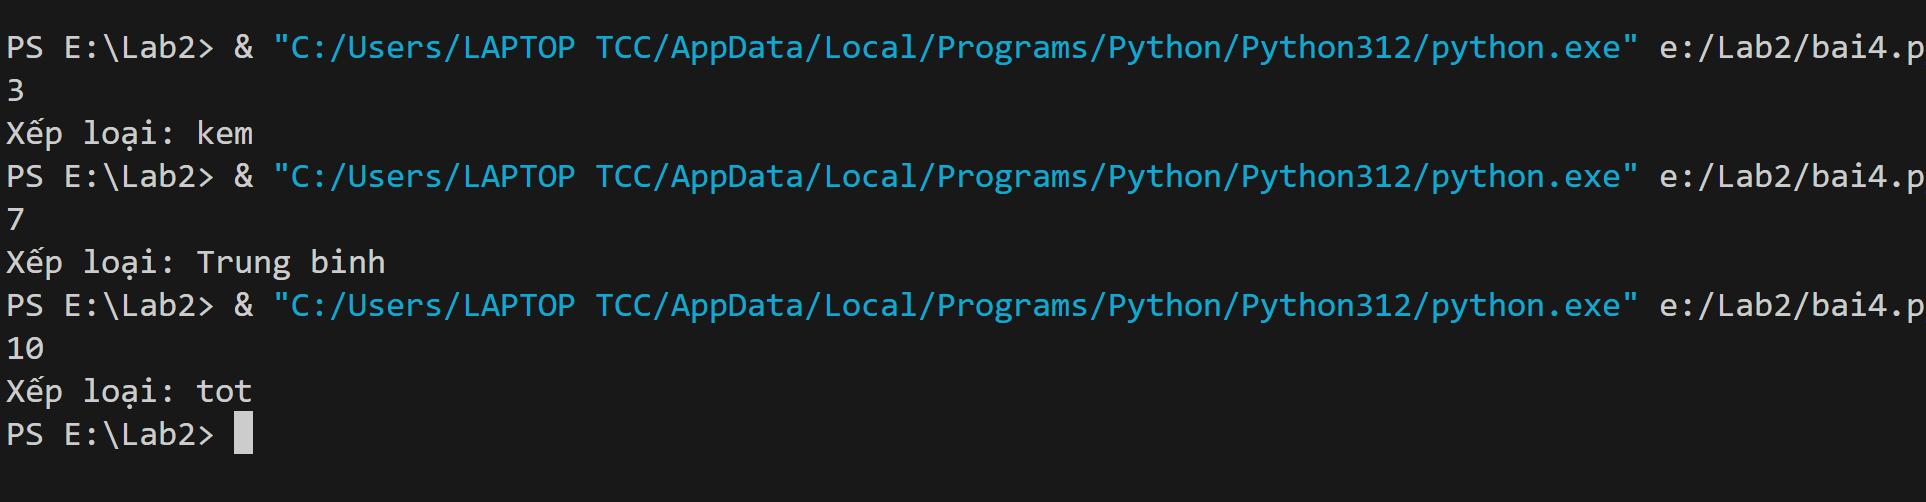 PS E:\Lab2> & "C:/Users/LAPTOP TCC/AppData/Local/Programs/Python/Python312/python.exe" e:/Lab2/bai4.p
3
Xếp loại: kem
PS E:\Lab2> & "C:/Users/LAPTOP TCC/AppData/Local/Programs/Python/Python312/python.exe" e:/Lab2/bai4.p
7
Xếp loại: Trung binh
PS E:\Lab2> & "C:/Users/LAPTOP TCC/AppData/Local/Programs/Python/Python312/python.exe" e:/Lab2/bai4.p
10
Xếp loại: tot
PS E:\Lab2>